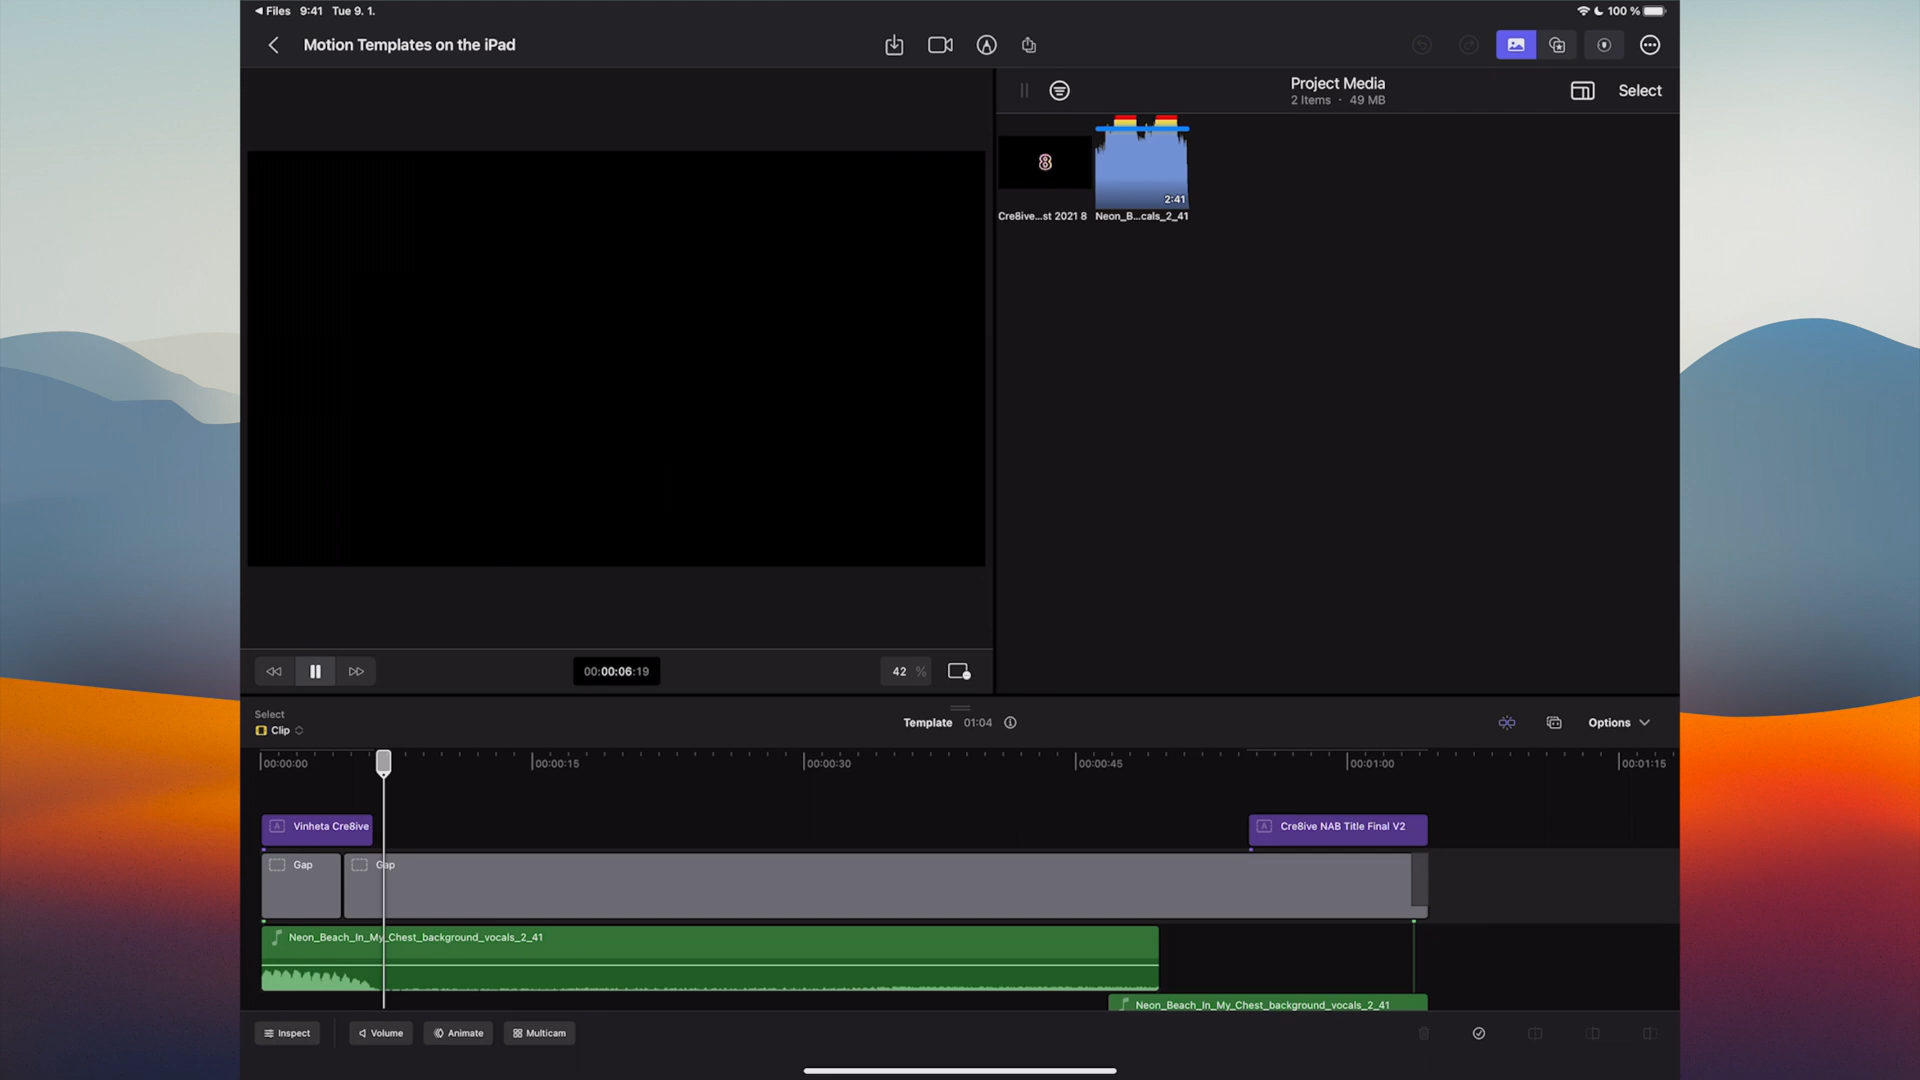 Files 9:41 Tue 9. 1.
100 %
Motion Templates on the iPad
Project Media
2 Items · 49 MB
Select
8
2:41
Cre8ive...st 2021 8
Neon_B...cals_2_41
00:00:06:19
42 %
Select
Clip
Template 01:04
Options
00:00:00
00:00:15
00:00:30
00:00:45
00:01:00
00:01:15
Vinheta Cre8ive
Cre8ive NAB Title Final V2
Gap
Gap
Neon_Beach_In_My_Chest_background_vocals_2_41
Neon_Beach_In_My_Chest_background_vocals_2_41
Inspect
Volume
Animate
Multicam